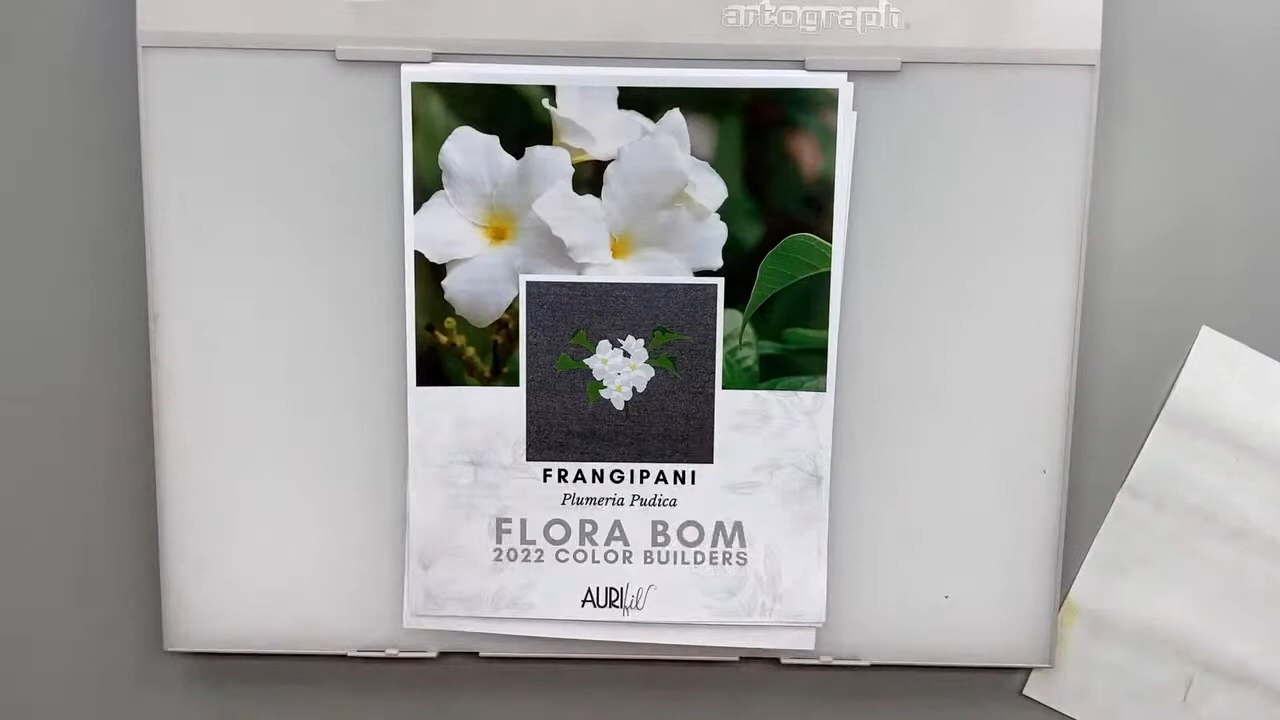 artograph
FRANGIPANI
Plumeria Pudica
FLORA BOM
2022 COLOR BUILDERS
AURIfil